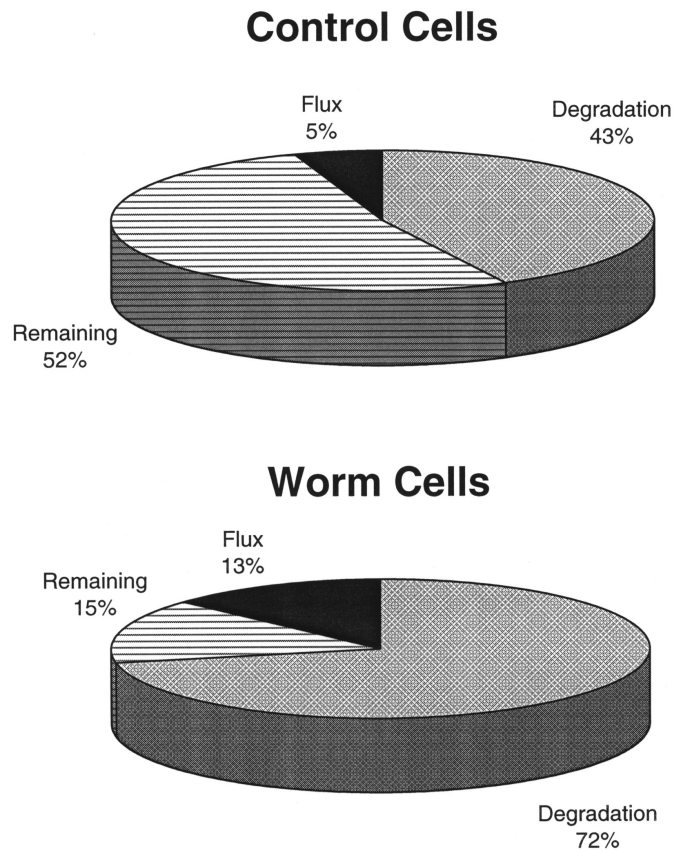 Control Cells
Flux
5%
Degradation
43%
Remaining
52%
Worm Cells
Flux
13%
Remaining
15%
Degradation
72%